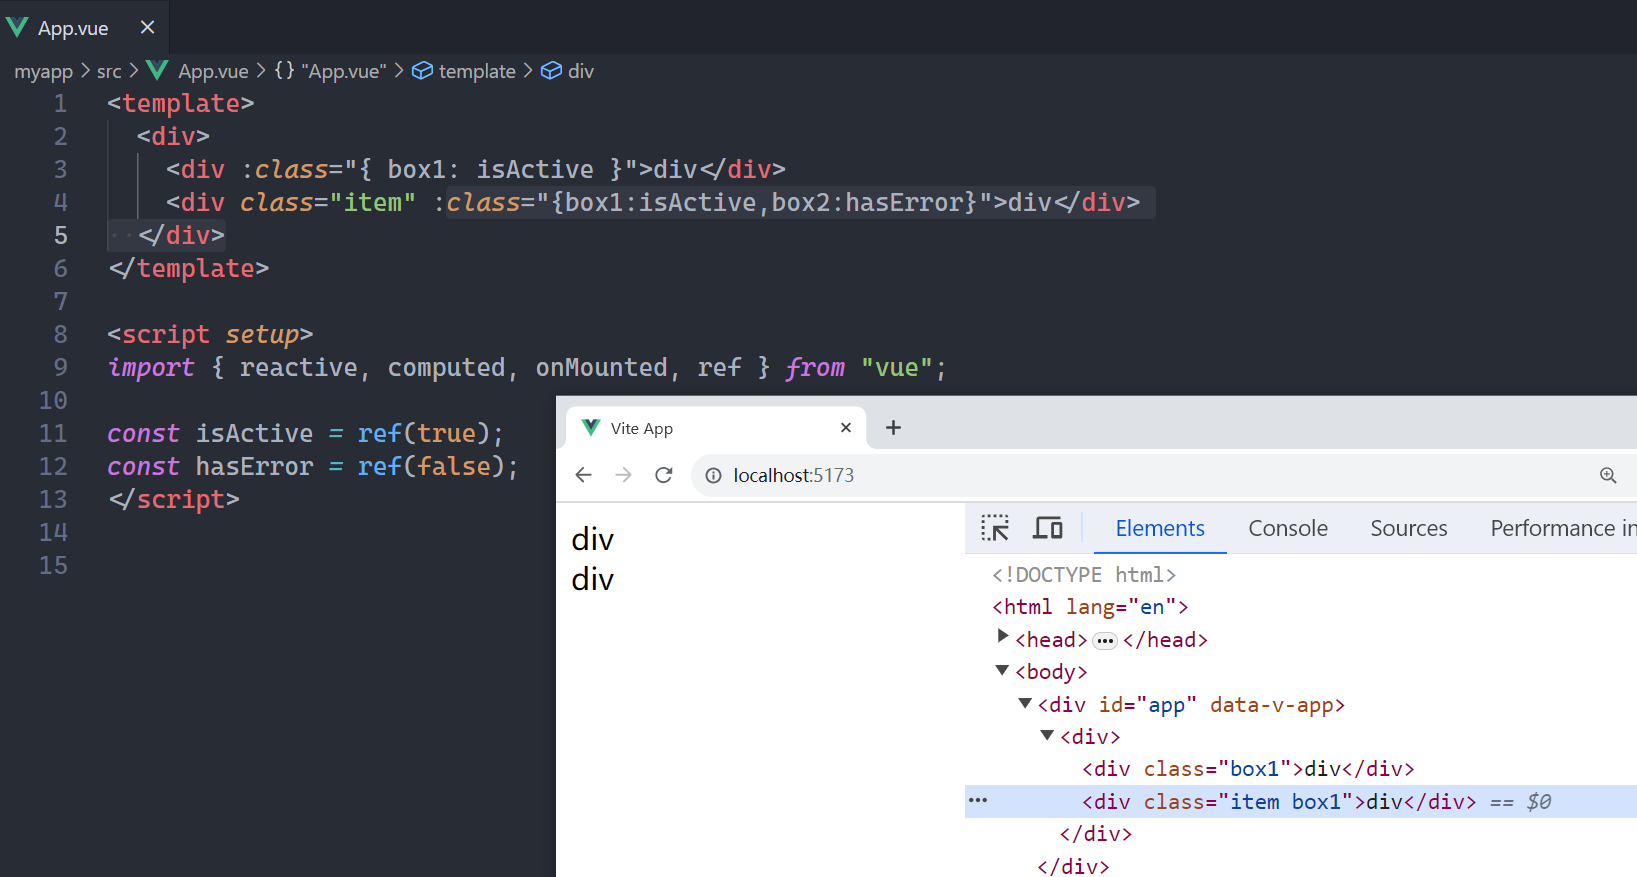 App.vue ×
myapp > src > App.vue > {} "App.vue" > template > div
1 <template>
2 <div>
3 <div :class="{ box1: isActive }">div</div>
4 <div class="item" :class="{box1:isActive,box2:hasError}">div</div>
5 </div>
6 </template>
7
8 <script setup>
9 import { reactive, computed, onMounted, ref } from "vue";
10
11 const isActive = ref(true);
12 const hasError = ref(false);
13 </script>
14
15
Vite App × +
localhost:5173
div
div
Elements Console Sources Performance in
<!DOCTYPE html>
<html lang="en">
<head> ••• </head>
<body>
<div id="app" data-v-app>
<div>
<div class="box1">div</div>
••• <div class="item box1">div</div> == $0
</div>
</div>